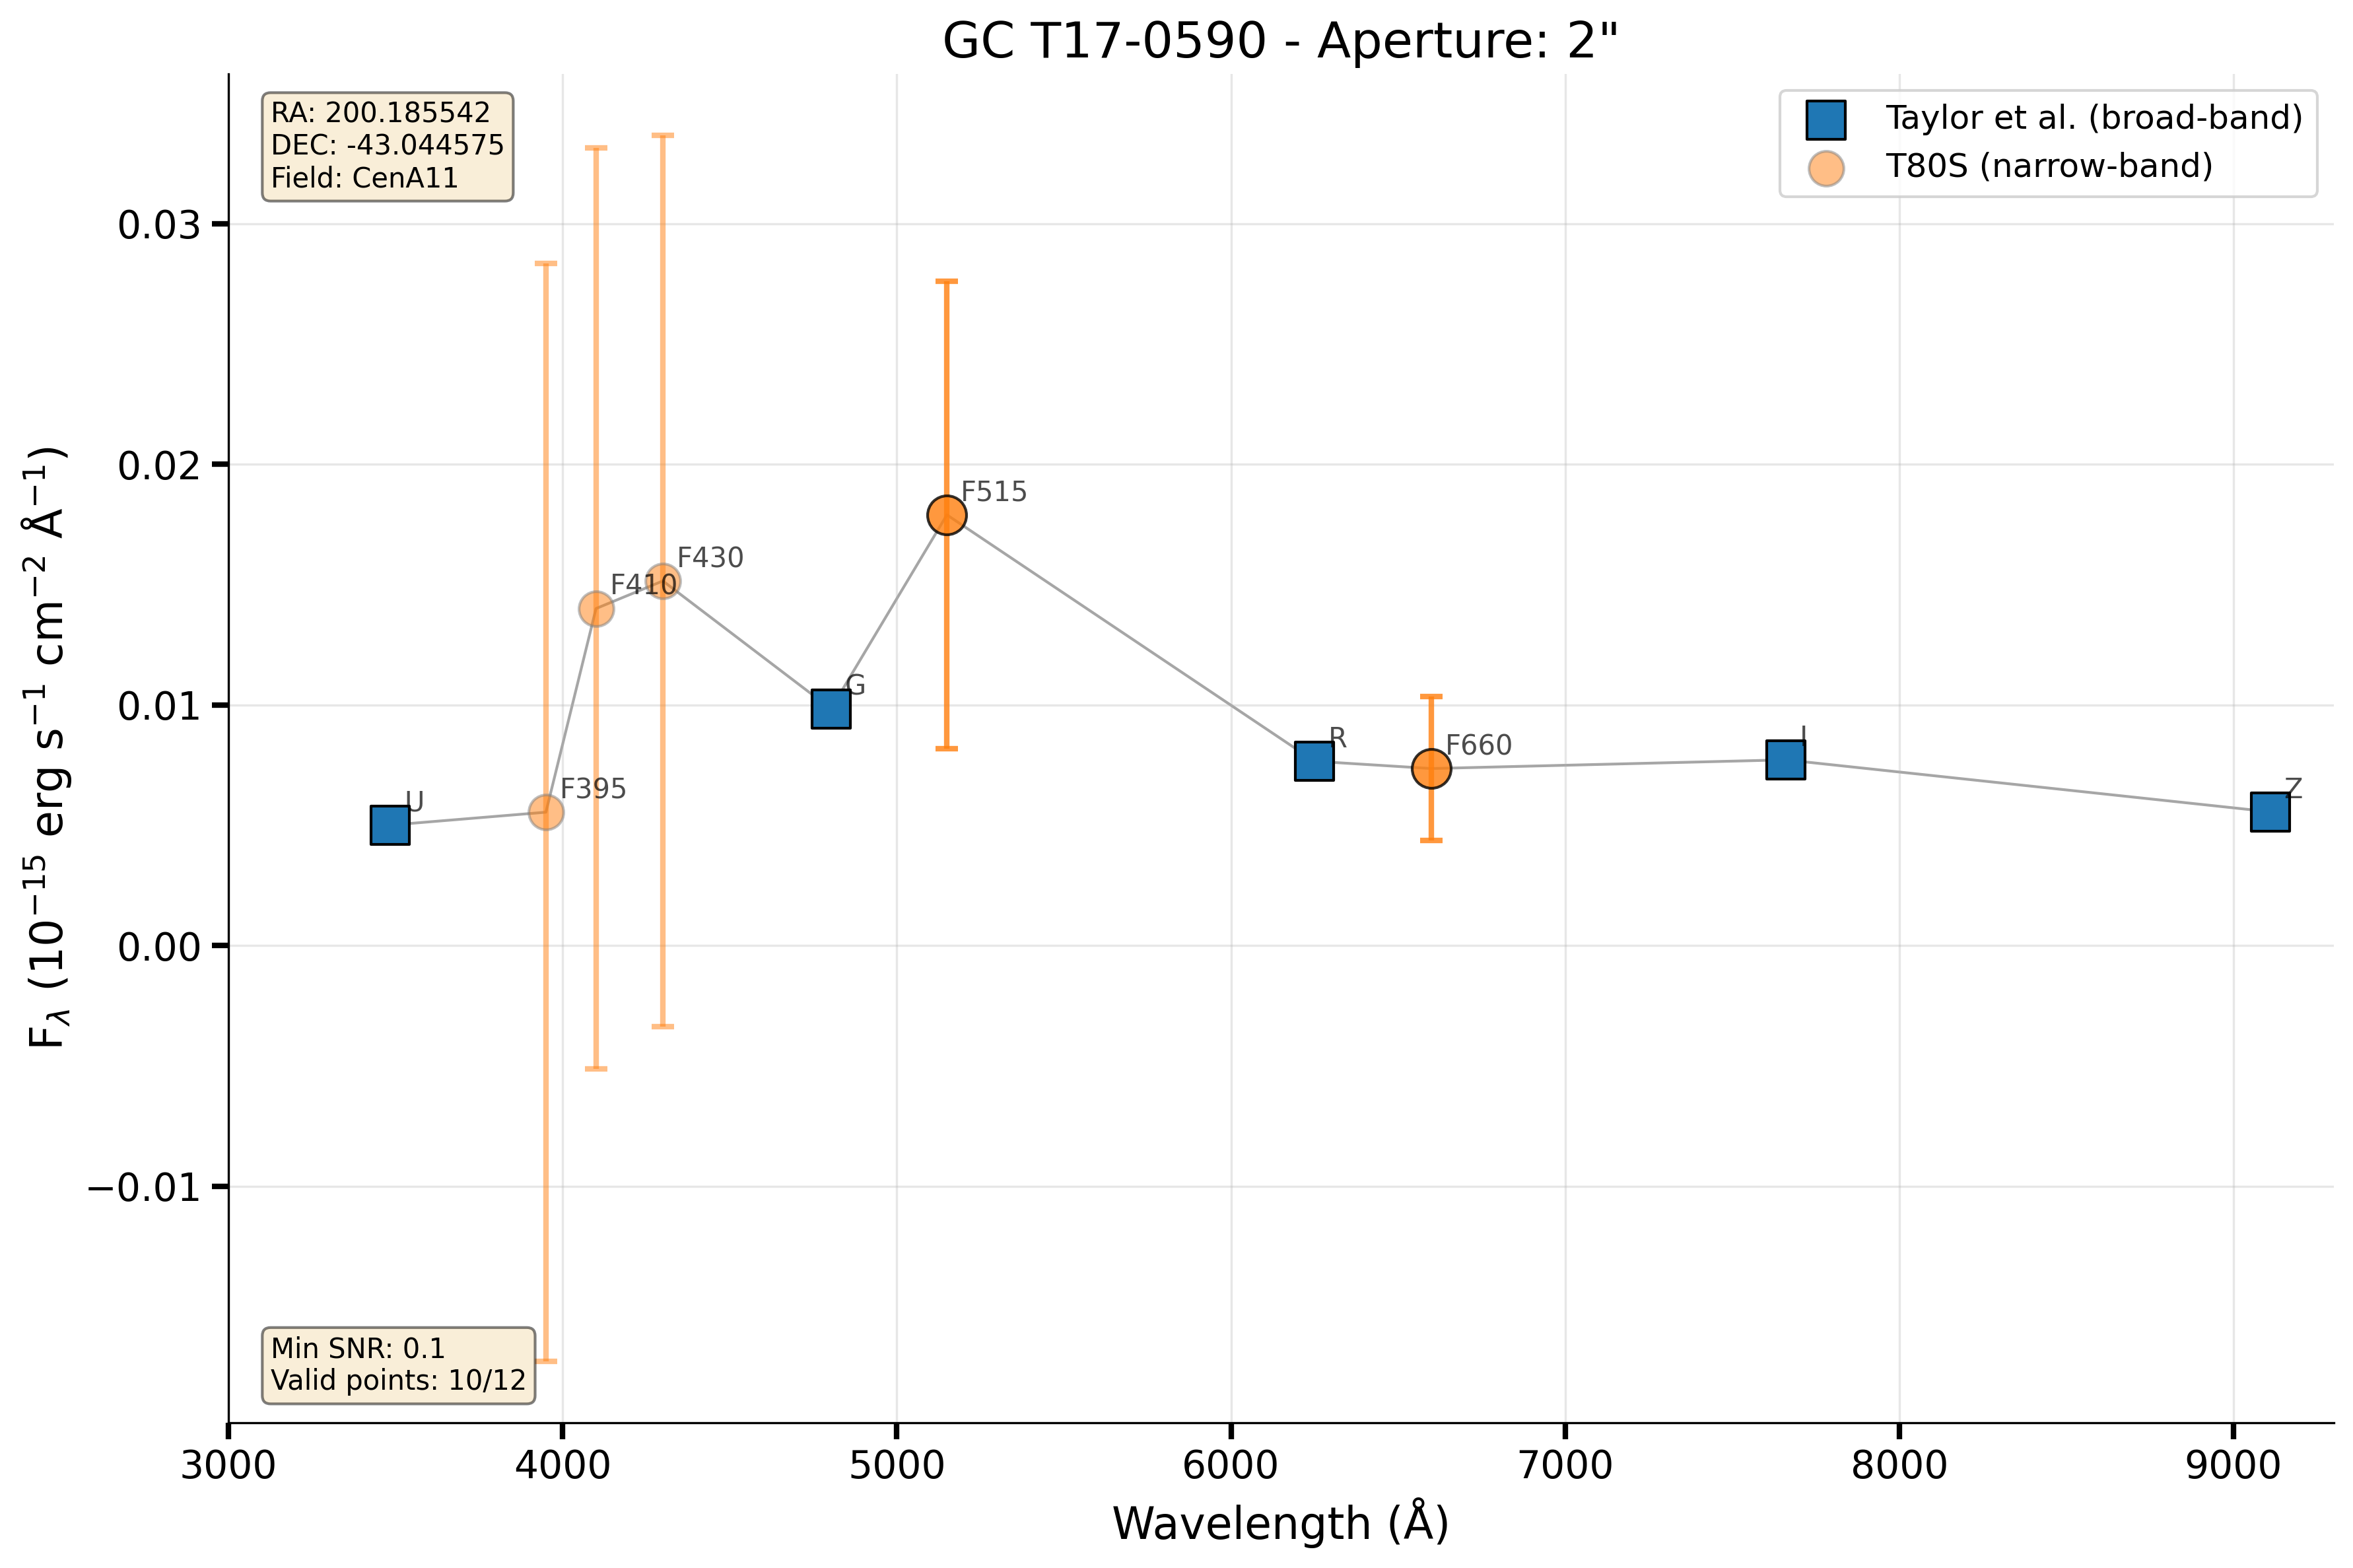 GC T17-0590 - Aperture: 2"
RA: 200.185542
DEC: -43.044575
Field: CenA11
Taylor et al. (broad-band)
T80S (narrow-band)
F_λ (10⁻¹⁵ erg s⁻¹ cm⁻² Å⁻¹)
0.03
0.02
0.01
0.00
−0.01
U
F395
F410
F430
G
F515
R
F660
I
Z
Min SNR: 0.1
Valid points: 10/12
3000 4000 5000 6000 7000 8000 9000
Wavelength (Å)